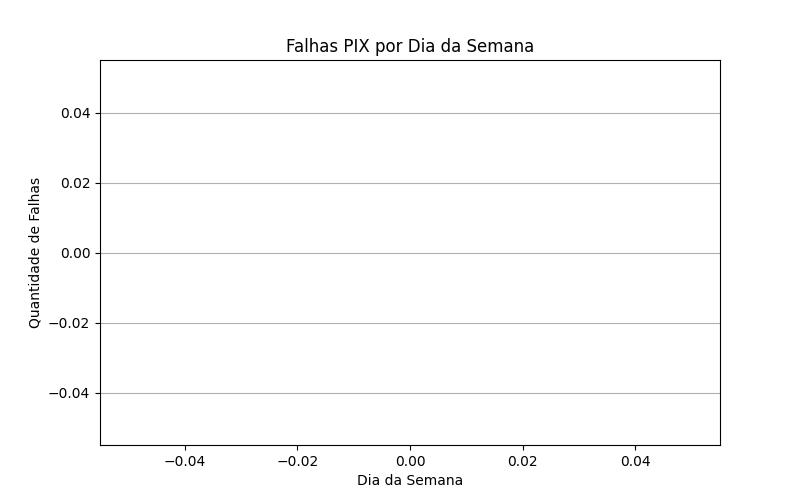 Falhas PIX por Dia da Semana
Quantidade de Falhas
0.04
0.02
0.00
−0.02
−0.04
−0.04 −0.02 0.00 0.02 0.04
Dia da Semana